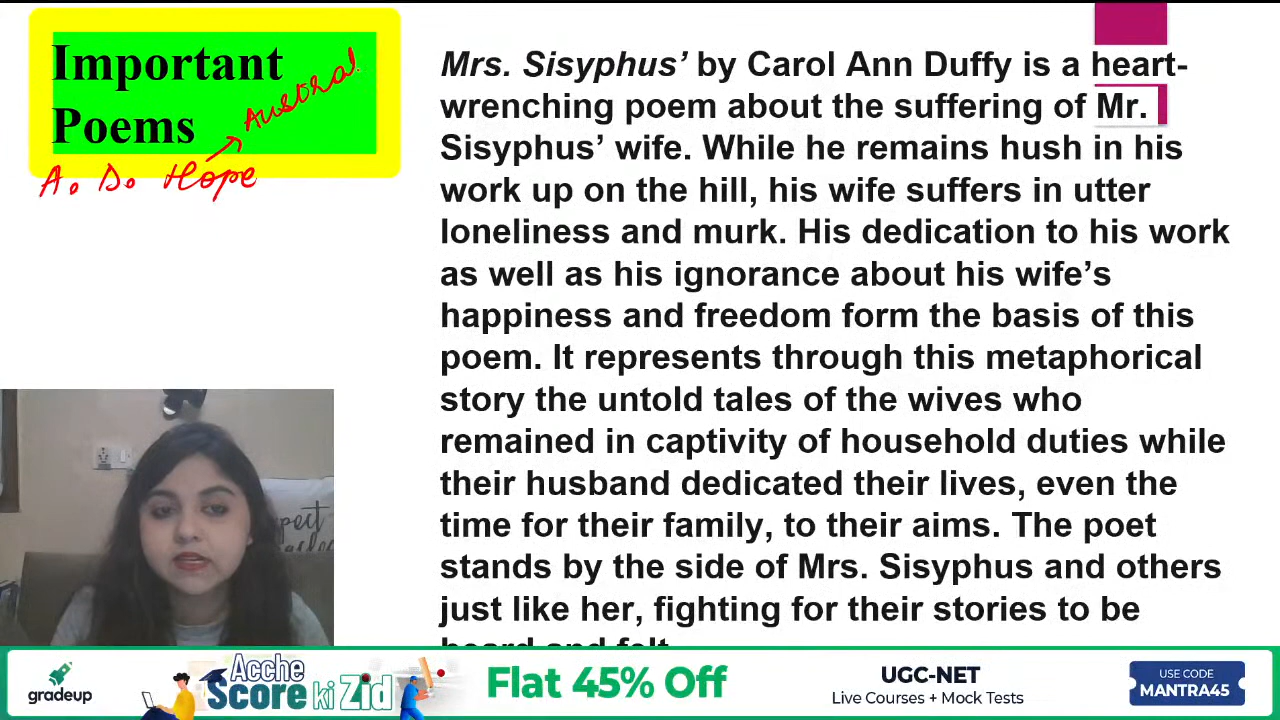 Important
Poems
Austral
A. D. Hope
Mrs. Sisyphus’ by Carol Ann Duffy is a heart-
wrenching poem about the suffering of Mr.
Sisyphus’ wife. While he remains hush in his
work up on the hill, his wife suffers in utter
loneliness and murk. His dedication to his work
as well as his ignorance about his wife’s
happiness and freedom form the basis of this
poem. It represents through this metaphorical
story the untold tales of the wives who
remained in captivity of household duties while
their husband dedicated their lives, even the
time for their family, to their aims. The poet
stands by the side of Mrs. Sisyphus and others
just like her, fighting for their stories to be
heard and felt
gradeup
Acche
Score ki Zid
Flat 45% Off
UGC-NET
Live Courses + Mock Tests
USE CODE
MANTRA45